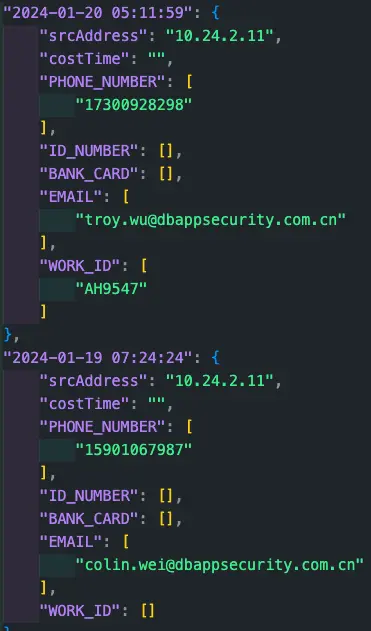 "2024-01-20 05:11:59": {
"srcAddress": "10.24.2.11",
"costTime": "",
"PHONE_NUMBER": [
"17300928298"
],
"ID_NUMBER": [],
"BANK_CARD": [],
"EMAIL": [
"troy.wu@dbappsecurity.com.cn"
],
"WORK_ID": [
"AH9547"
]
},
"2024-01-19 07:24:24": {
"srcAddress": "10.24.2.11",
"costTime": "",
"PHONE_NUMBER": [
"15901067987"
],
"ID_NUMBER": [],
"BANK_CARD": [],
"EMAIL": [
"colin.wei@dbappsecurity.com.cn"
],
"WORK_ID": []
}